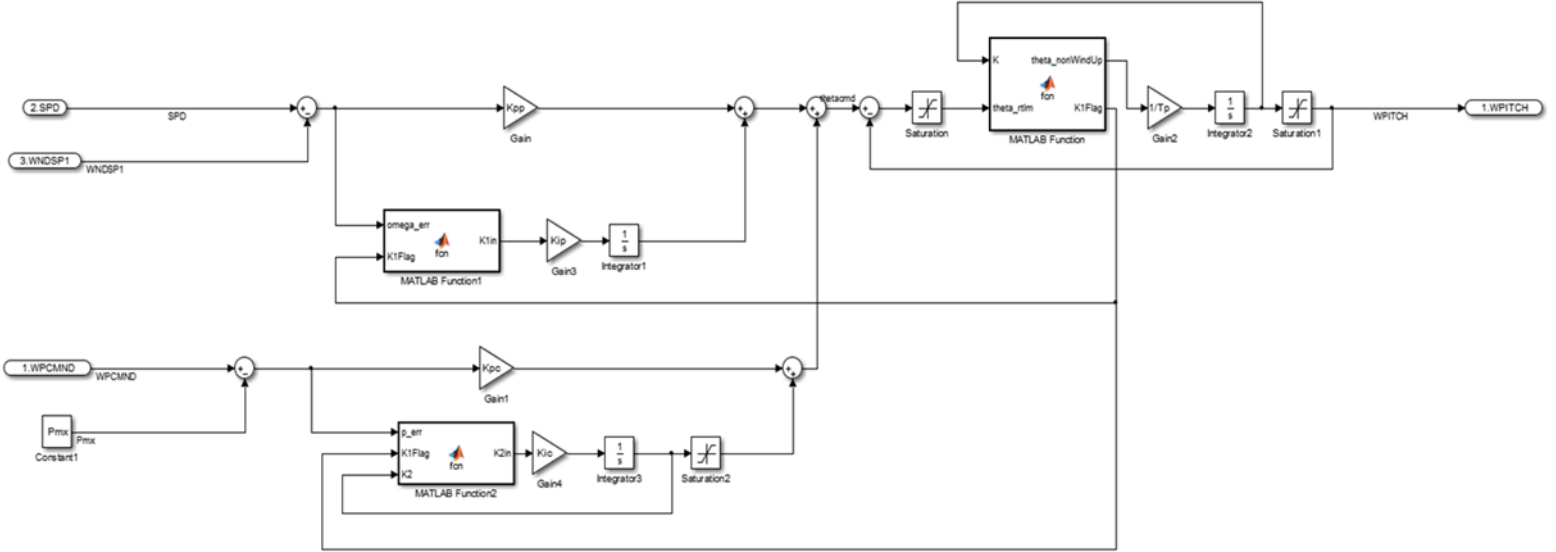 K
theta_nonWindUp
fcn
theta_rtlm
K1Flag
MATLAB Function
2.SPD
SPD
+
−
Kpp
Gain
+
+
+
+
thetacmd
+
−
Saturation
1/Tp
Gain2
1
s
Integrator2
Saturation1
WPITCH
1.WPITCH
3.WNDSP1
WNDSP1
omega_err
K1Flag
fcn
K1in
MATLAB Function1
Kip
Gain3
1
s
Integrator1
1.WPCMND
WPCMND
+
−
Kpc
Gain1
+
+
Pmx
Pmx
Constant1
p_err
K1Flag
K2
fcn
K2in
MATLAB Function2
Kic
Gain4
1
s
Integrator3
Saturation2